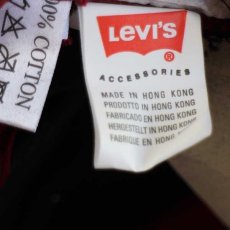 100% COTTON
LEVI'S
®
ACCESSORIES
MADE IN HONG KONG
PRODOTTO IN HONG KONG
FABRICADO EN HONG KONG
HERGESTELLT IN HONG KONG
FABRIQUE EN HONG KONG